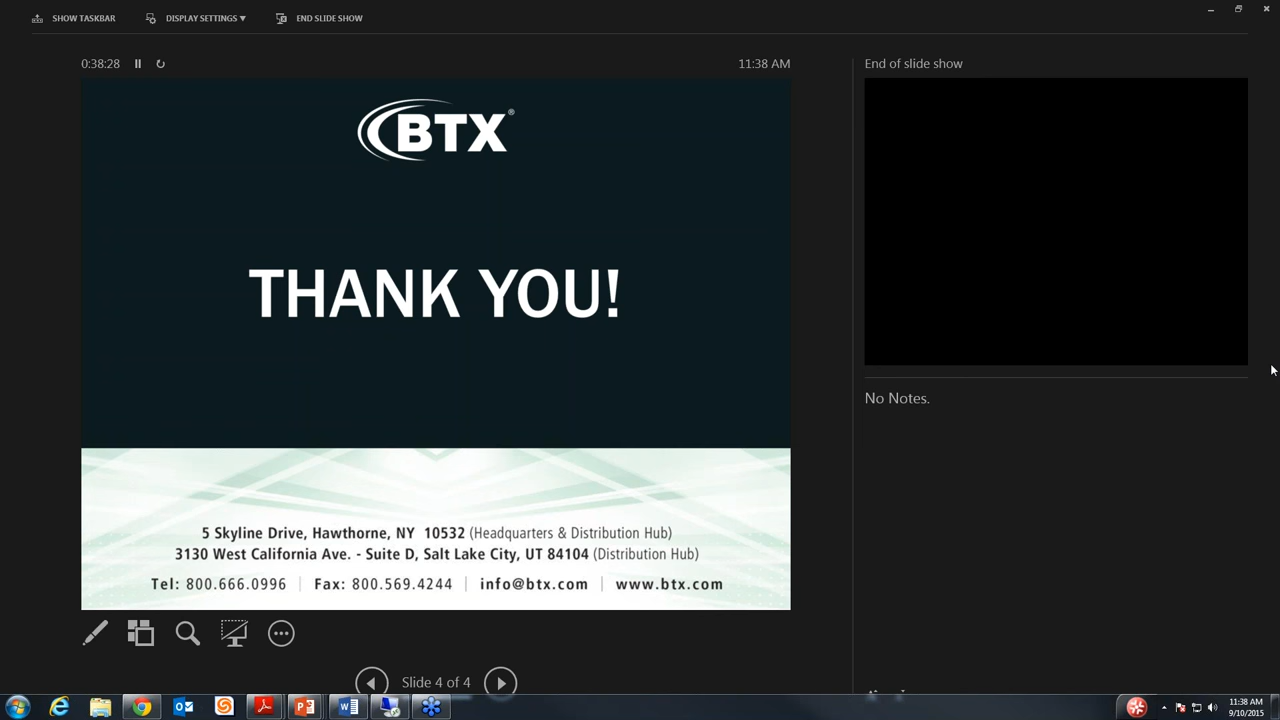 SHOW TASKBAR
DISPLAY SETTINGS ▼
END SLIDE SHOW
0:38:28
11:38 AM
End of slide show
BTX®
THANK YOU!
No Notes.
5 Skyline Drive, Hawthorne, NY 10532 (Headquarters & Distribution Hub)
3130 West California Ave. - Suite D, Salt Lake City, UT 84104 (Distribution Hub)
Tel: 800.666.0996 | Fax: 800.569.4244 | info@btx.com | www.btx.com
Slide 4 of 4
11:38 AM
9/10/2015